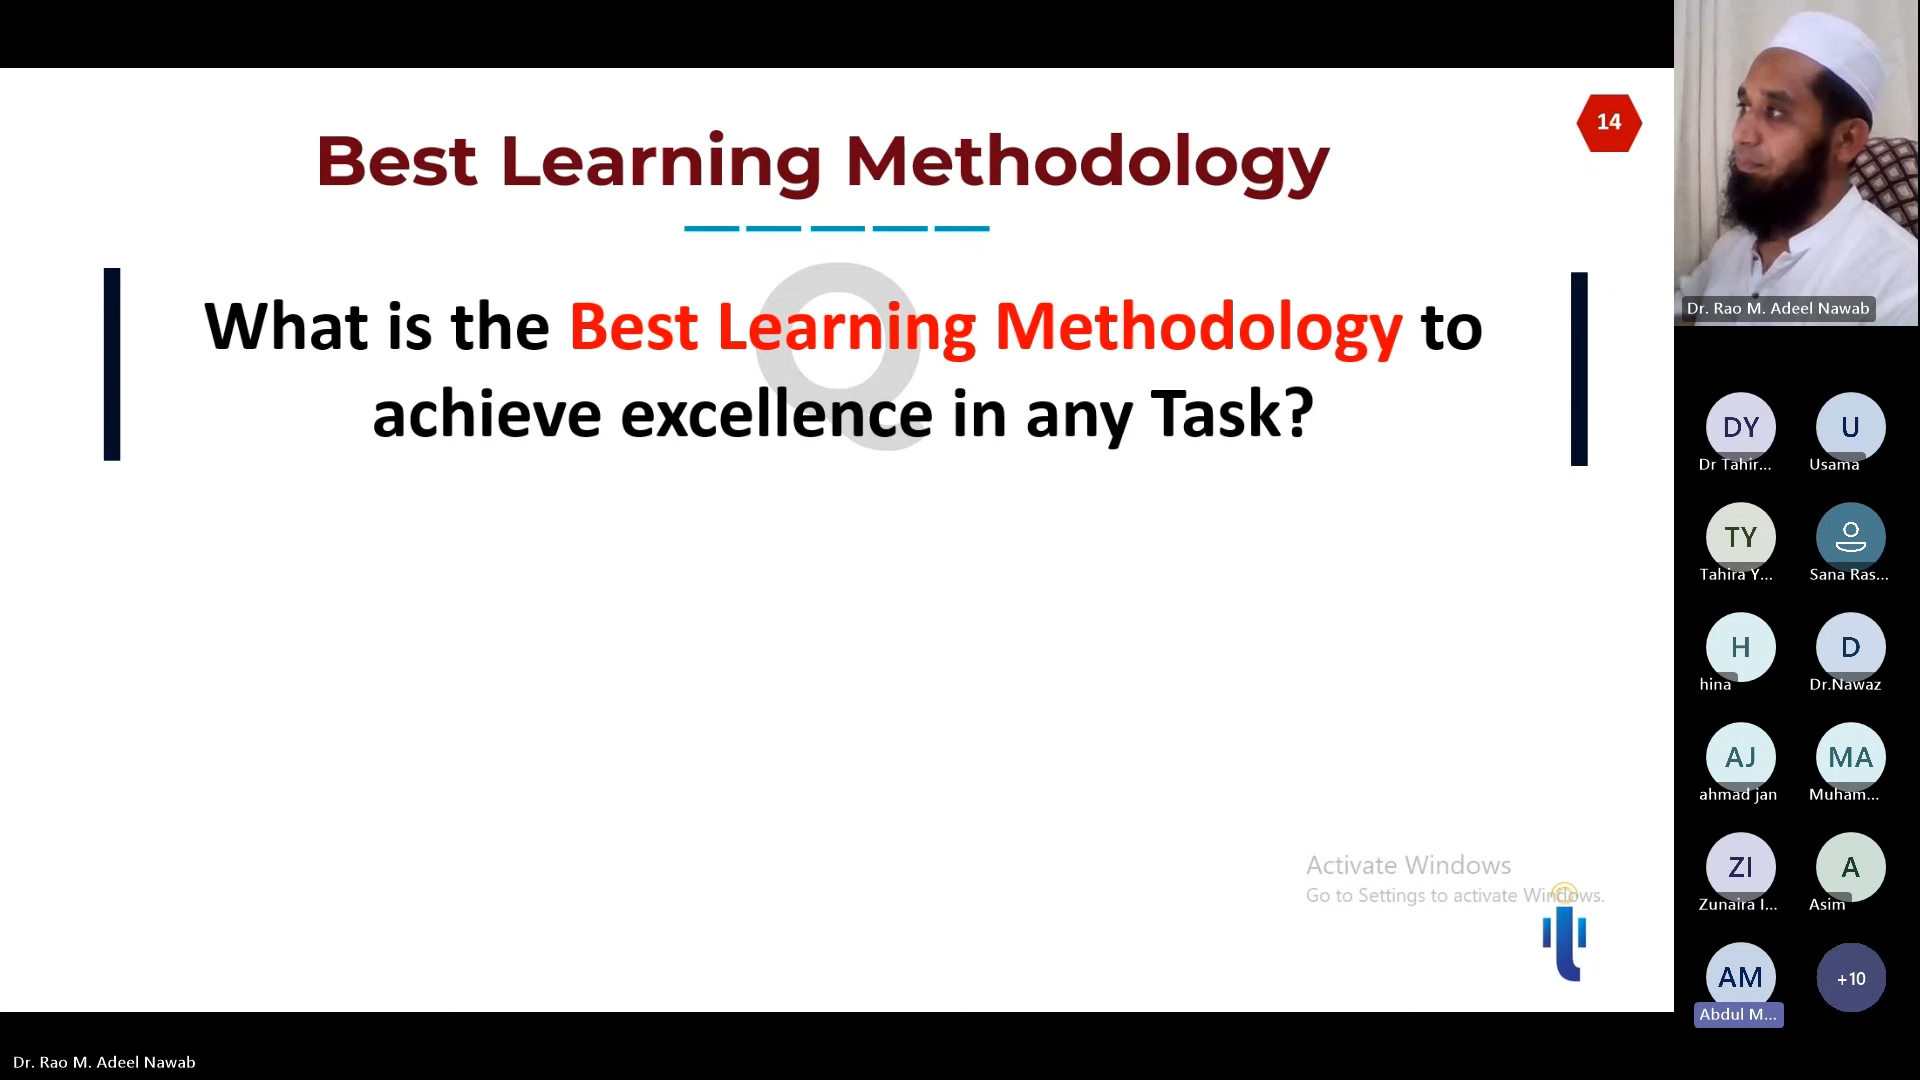 14
Best Learning Methodology
What is the Best Learning Methodology to
achieve excellence in any Task?
Activate Windows
Go to Settings to activate Windows.
Dr. Rao M. Adeel Nawab
Dr. Rao M. Adeel Nawab
DY
Dr Tahir...
U
Usama
TY
Tahira Y...
Sana Ras...
H
hina
D
Dr.Nawaz
AJ
ahmad jan
MA
Muham...
ZI
Zunaira I...
A
Asim
AM
Abdul M...
+10